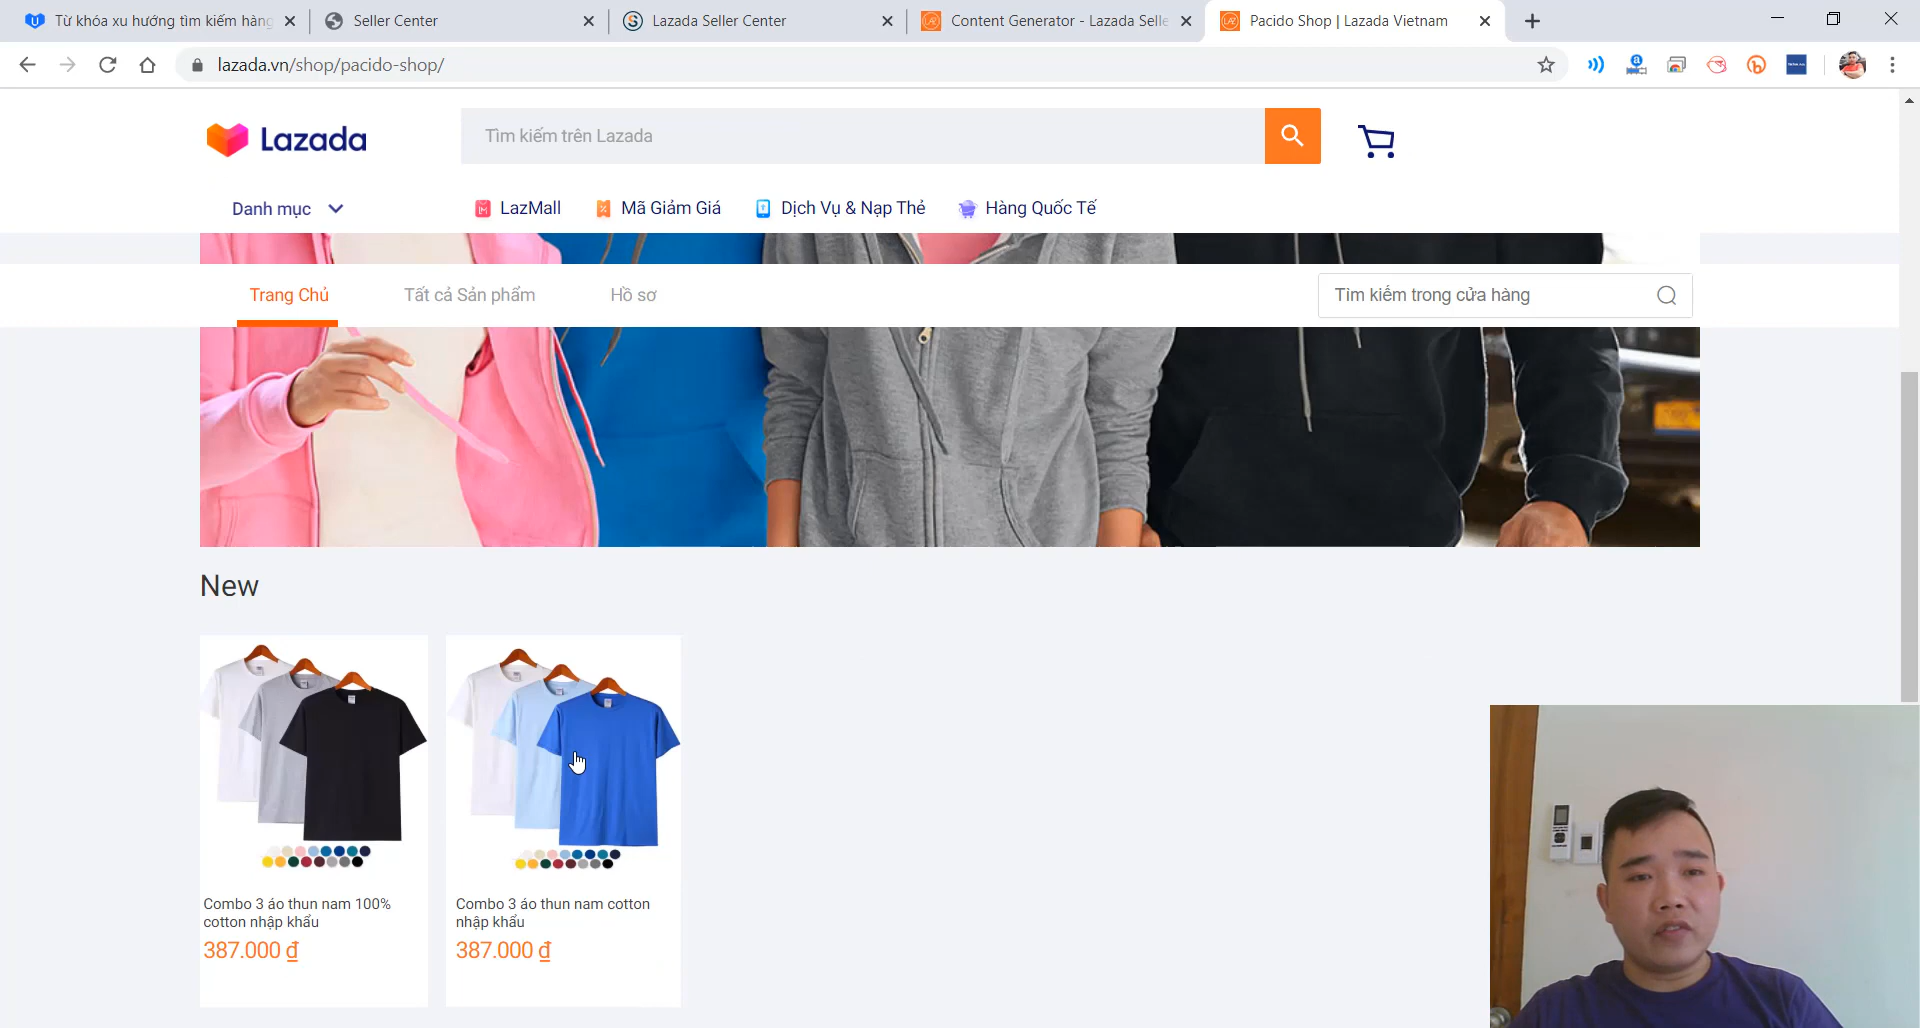 Từ khóa xu hướng tìm kiếm hàng
Seller Center
Lazada Seller Center
Content Generator - Lazada Selle
Pacido Shop | Lazada Vietnam
lazada.vn/shop/pacido-shop/
Lazada
Tìm kiếm trên Lazada
Danh mục
LazMall
Mã Giảm Giá
Dịch Vụ & Nạp Thẻ
Hàng Quốc Tế
Trang Chủ
Tất cả Sản phẩm
Hồ sơ
Tìm kiếm trong cửa hàng
New
Combo 3 áo thun nam 100%
cotton nhập khẩu
387.000 ₫
Combo 3 áo thun nam cotton
nhập khẩu
387.000 ₫